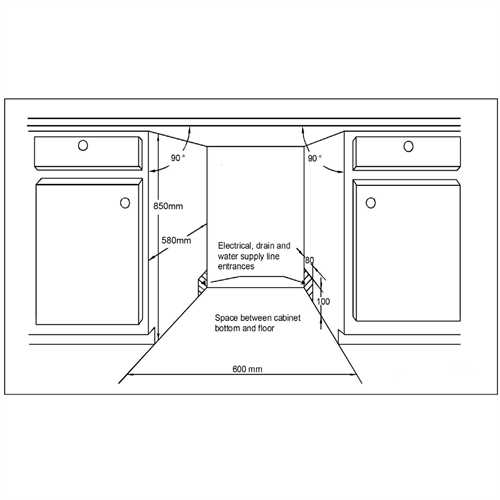 90 °
90 °
850mm
580mm
Electrical, drain and
water supply line
entrances
80
100
Space between cabinet
bottom and floor
600 mm